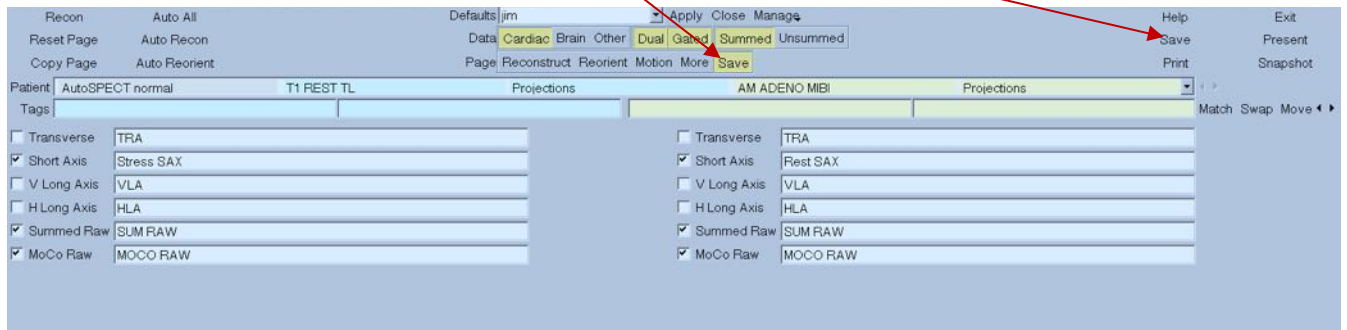 Recon Auto All Defaults jim Apply Close Manage Help Exit
Reset Page Auto Recon Data Cardiac Brain Other Dual Gated Summed Unsummed Save Present
Copy Page Auto Reorient Page Reconstruct Reorient Motion More Save Print Snapshot
Patient AutoSPECT normal T1 REST TL Projections AM ADENO MIBI Projections
Tags Match Swap Move
Transverse TRA Transverse TRA
Short Axis Stress SAX Short Axis Rest SAX
V Long Axis VLA V Long Axis VLA
H Long Axis HLA H Long Axis HLA
Summed Raw SUM RAW Summed Raw SUM RAW
MoCo Raw MOCO RAW MoCo Raw MOCO RAW